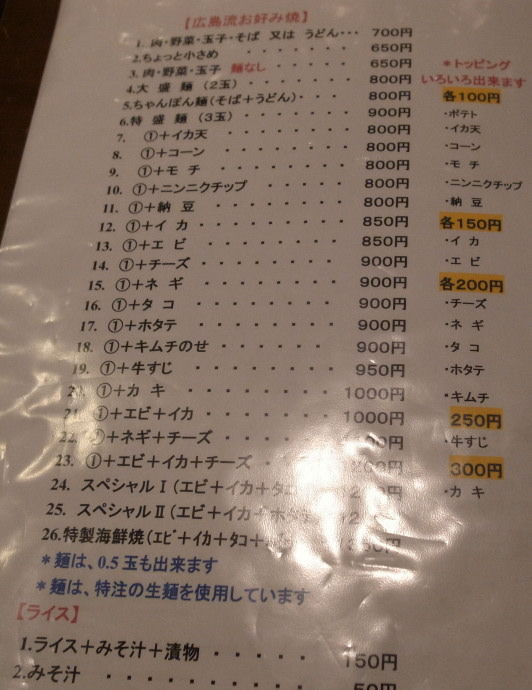 【広島流お好み焼】
1. 肉・野菜・玉子・そば 又は うどん・・・ 700円
2.ちょっと小さめ ・・・・・・・ 650円
3. 肉・野菜・玉子 麺なし ・・・・・ 650円
4.大 盛 麺 (2玉) ・・・・・・ 800円
5.ちゃんぽん麺(そば+うどん)・・・ 800円
6.特 盛 麺 (3玉) ・・・・・・ 900円
7. ①+イカ天 ・・・・・・・ 800円
8. ①+コーン ・・・・・・・ 800円
9. ①+モ チ ・・・・・・・ 800円
10. ①+ニンニクチップ ・・・・・ 800円
11. ①+納 豆 ・・・・・・・ 800円
12. ①+イ カ ・・・・・・・ 850円
13. ①+エ ビ ・・・・・・・ 850円
14. ①+チーズ ・・・・・・・ 900円
15. ①+ネ ギ ・・・・・・・ 900円
16. ①+タ コ ・・・・・・・ 900円
17. ①+ホタテ ・・・・・・・ 900円
18. ①+キムチのせ ・・・・・・ 900円
19. ①+牛すじ ・・・・・・・ 950円
①+カ キ ・・・・・・・ 1000円
21. ①+エビ+イカ ・・・・・・ 1000円
22. ①+ネギ+チーズ ・・・・
23. ①+エビ+イカ+チーズ ・・
24. スペシャルⅠ(エビ+イカ+タコ
25. スペシャルⅡ(エビ+イカ+
26.特製海鮮焼(エビ+イカ+タコ+
*麺は、0.5玉も出来ます
*麺は、特注の生麺を使用しています
【ライス】
1.ライス+みそ汁+漬物 ・・・・・ 150円
2.みそ汁 ・・・・・・・・・・ 50円
*トッピング
いろいろ出来ます
各100円
・ポテト
・イカ天
・コーン
・モ チ
・ニンニクチップ
・納 豆
各150円
・イ カ
・エ ビ
各200円
・チーズ
・ネ ギ
・タ コ
・ホタテ
・キムチ
250円
・牛すじ
300円
・カ キ